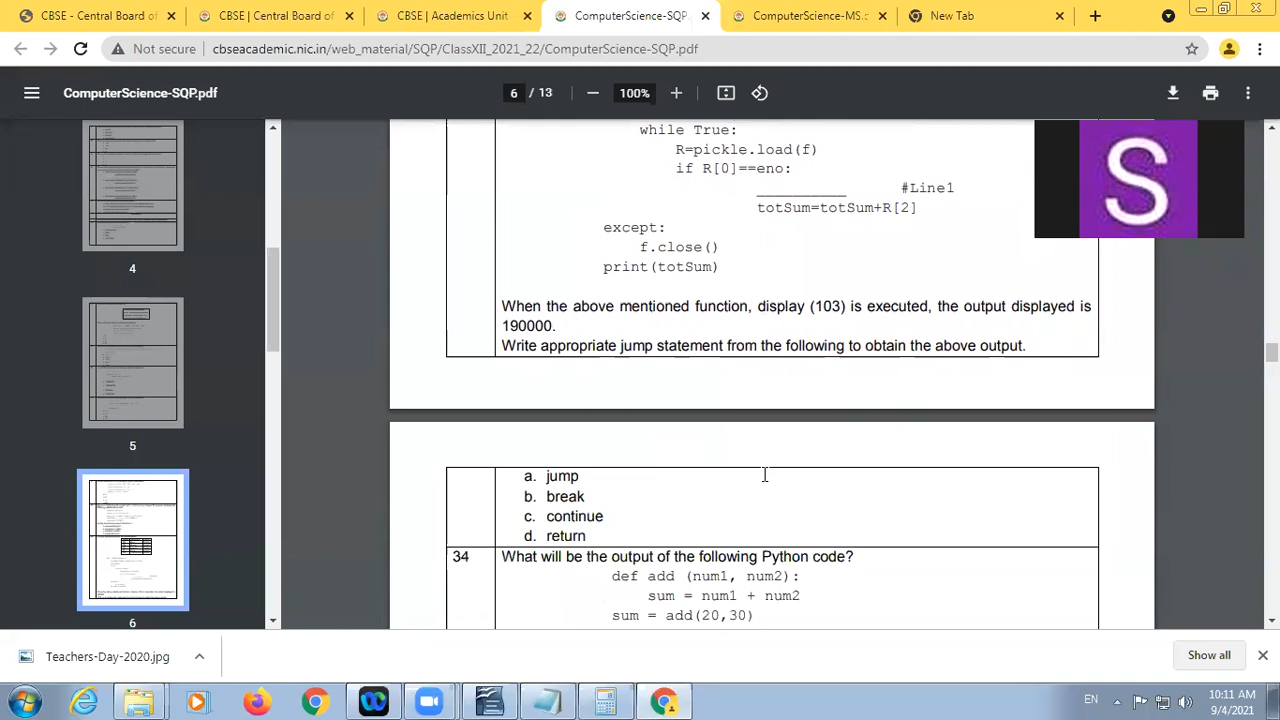 CBSE - Central Board of
CBSE | Central Board of
CBSE | Academics Unit
ComputerScience-SQP.
ComputerScience-MS.
New Tab
Not secure
cbseacademic.nic.in/web_material/SQP/ClassXII_2021_22/ComputerScience-SQP.pdf
ComputerScience-SQP.pdf
6 / 13
100%
4
5
6
while True:
R=pickle.load(f)
if R[0]==eno:
__________ #Line1
totSum=totSum+R[2]
except:
f.close()
print(totSum)
When the above mentioned function, display (103) is executed, the output displayed is
190000.
Write appropriate jump statement from the following to obtain the above output.
S
a. jump
b. break
c. continue
d. return
34 What will be the output of the following Python code?
def add (num1, num2):
sum = num1 + num2
sum = add(20,30)
Teachers-Day-2020.jpg
Show all
EN
10:11 AM
9/4/2021